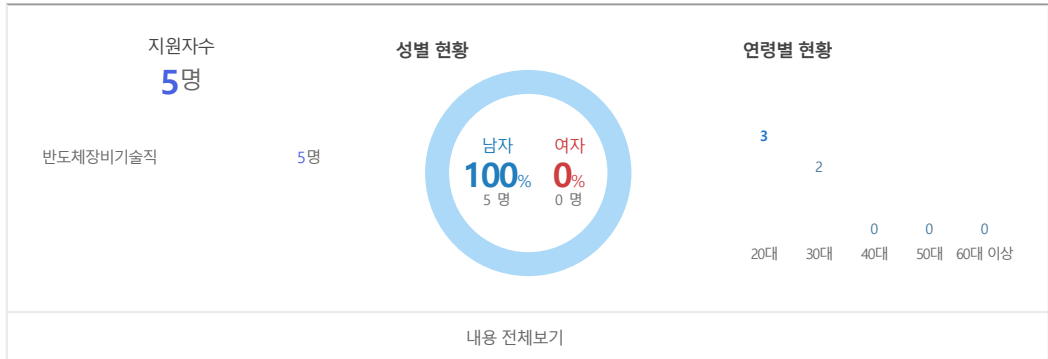 지원자수
5명
반도체장비기술직 5명
성별 현황
남자 여자
100% 0%
5 명 0 명
연령별 현황
3
2
0 0 0
20대 30대 40대 50대 60대 이상
내용 전체보기